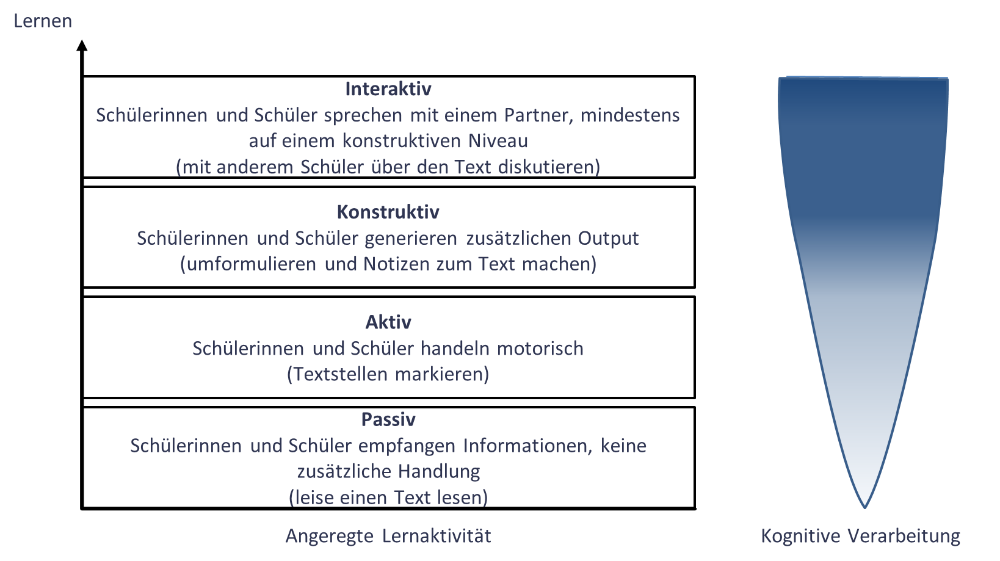 Lernen
Interaktiv
Schülerinnen und Schüler sprechen mit einem Partner, mindestens
auf einem konstruktiven Niveau
(mit anderem Schüler über den Text diskutieren)
Konstruktiv
Schülerinnen und Schüler generieren zusätzlichen Output
(umformulieren und Notizen zum Text machen)
Aktiv
Schülerinnen und Schüler handeln motorisch
(Textstellen markieren)
Passiv
Schülerinnen und Schüler empfangen Informationen, keine
zusätzliche Handlung
(leise einen Text lesen)
Angeregte Lernaktivität
Kognitive Verarbeitung